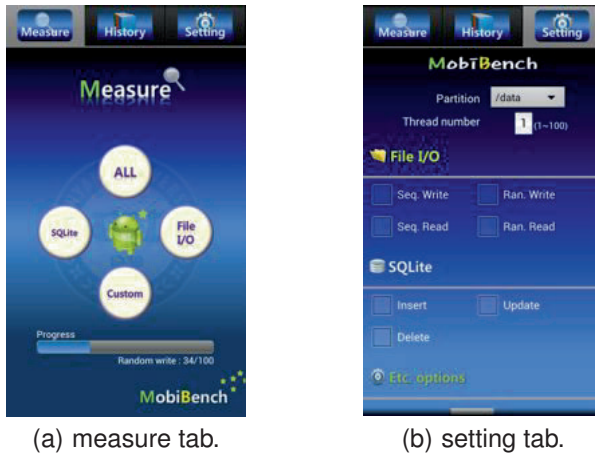 Measure History Setting
Measure
ALL
SQLite
File
I/O
Custom
Progress
Random write : 34/100
MobiBench
(a) measure tab.
Measure History Setting
MobīBench
Partition /data
Thread number 1 (1~100)
File I/O
Seq. Write Ran. Write
Seq. Read Ran. Read
SQLite
Insert Update
Delete
Etc. options
(b) setting tab.